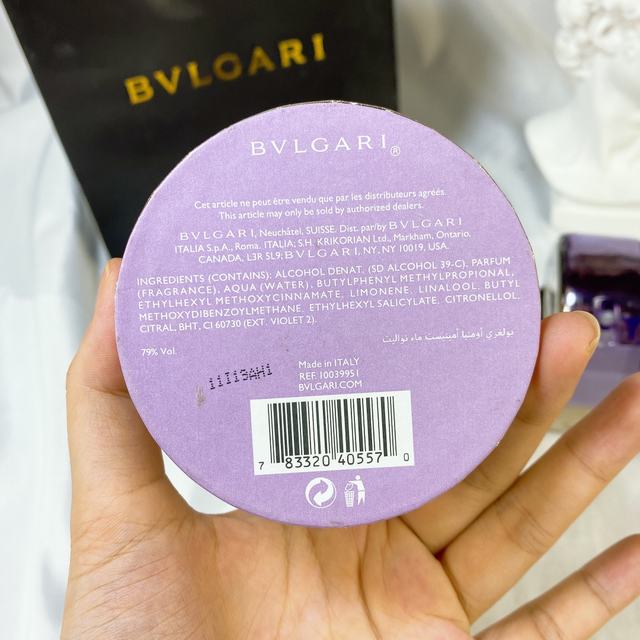 BVLGARI
BVLGARI®
Cet article ne peut être vendu que par les distributeurs agréés.
This article may only be sold by authorized dealers.
BVLGARI, Neuchâtel, SUISSE. Dist. par/by BVLGARI
ITALIA S.p.A., Roma. ITALIA; S.H. KRIKORIAN Ltd., Markham, Ontario,
CANADA, L3R 5L9; BVLGARI, NY, NY 10019, USA.
INGREDIENTS (CONTAINS): ALCOHOL DENAT. (SD ALCOHOL 39-C), PARFUM
(FRAGRANCE), AQUA (WATER), BUTYLPHENYL METHYLPROPIONAL,
ETHYLHEXYL METHOXYCINNAMATE, LIMONENE, LINALOOL, BUTYL
METHOXYDIBENZOYLMETHANE, ETHYLHEXYL SALICYLATE, CITRONELLOL,
CITRAL, BHT, CI 60730 (EXT. VIOLET 2).
بولغري أومنيا أميتيست ماء تواليت
79% Vol.
11I13AH1
Made in ITALY
REF. 1003995I
BVLGARI.COM
7 83320 40557 0